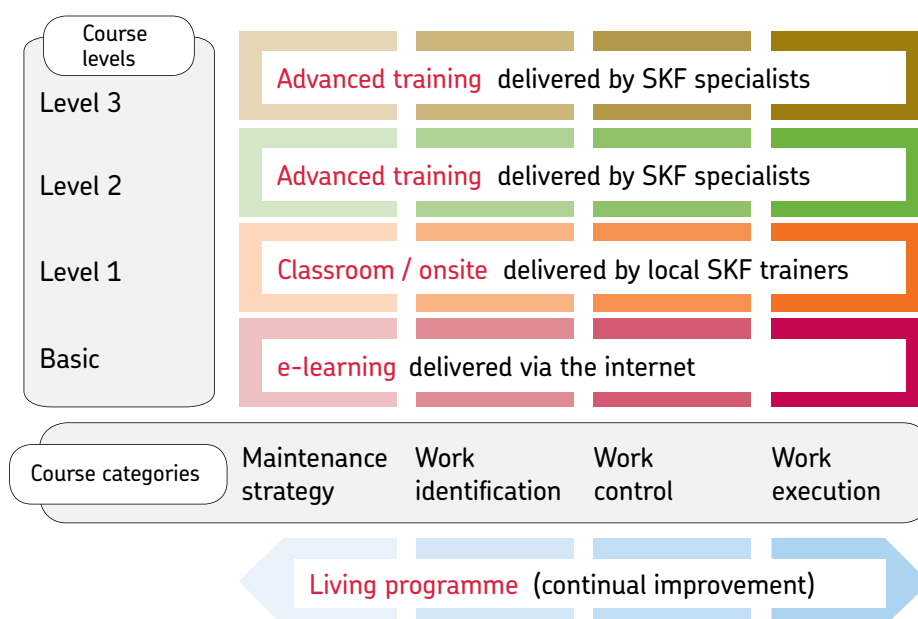 Course
levels
Level 3
Advanced training delivered by SKF specialists
Level 2
Advanced training delivered by SKF specialists
Level 1
Classroom / onsite delivered by local SKF trainers
Basic
e-learning delivered via the internet
Course categories
Maintenance
strategy
Work
identification
Work
control
Work
execution
Living programme (continual improvement)